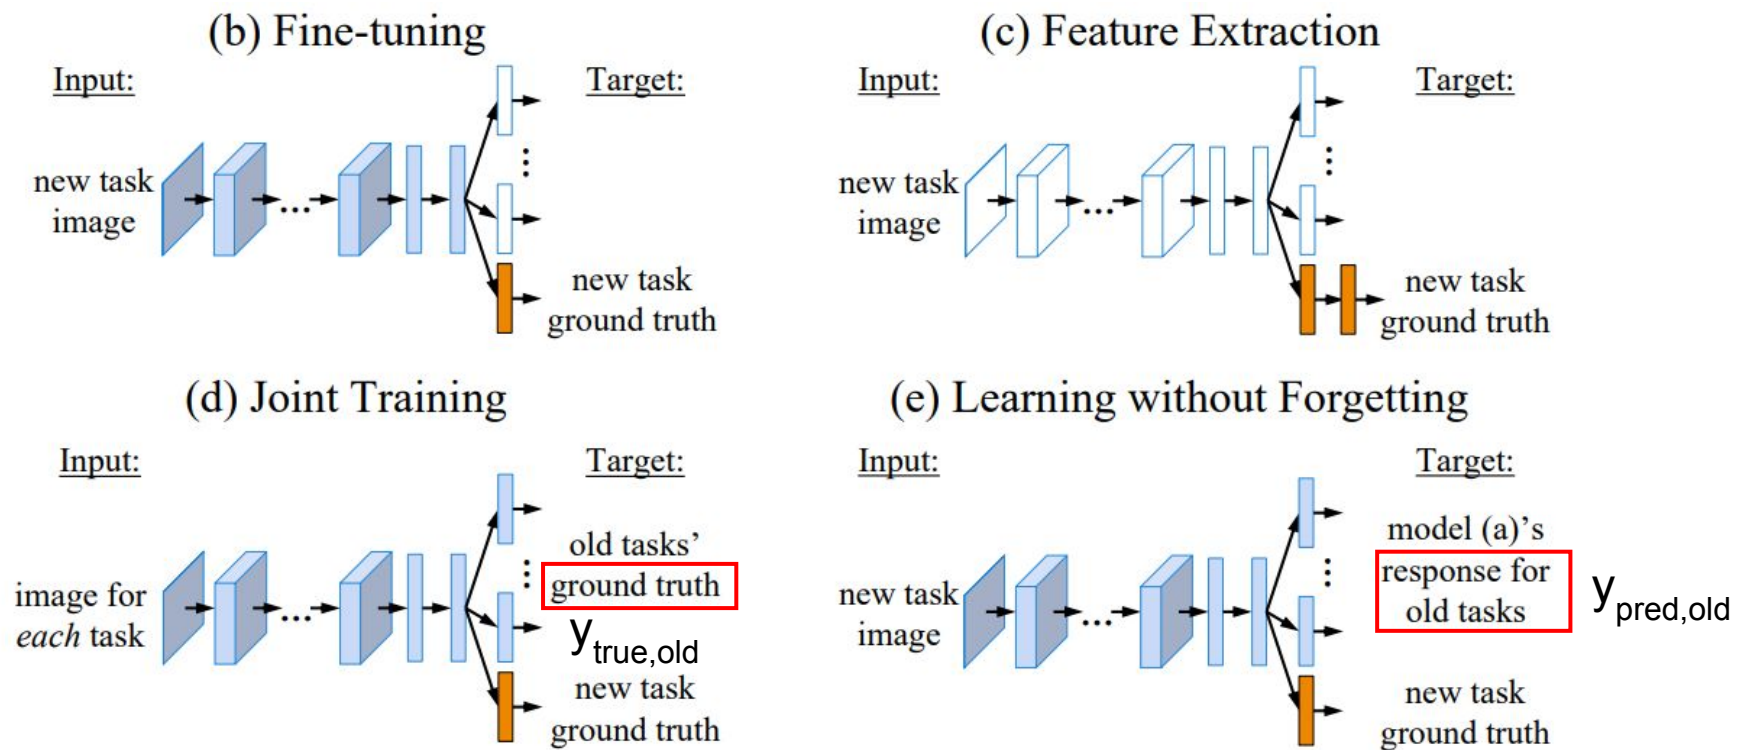 (b) Fine-tuning
Input:
Target:
new task
image
...
⋮
new task
ground truth
(c) Feature Extraction
Input:
Target:
new task
image
...
⋮
new task
ground truth
(d) Joint Training
Input:
Target:
image for
each task
...
⋮
old tasks’
ground truth
y_true,old
new task
ground truth
(e) Learning without Forgetting
Input:
Target:
new task
image
...
⋮
model (a)’s
response for
old tasks
y_pred,old
new task
ground truth